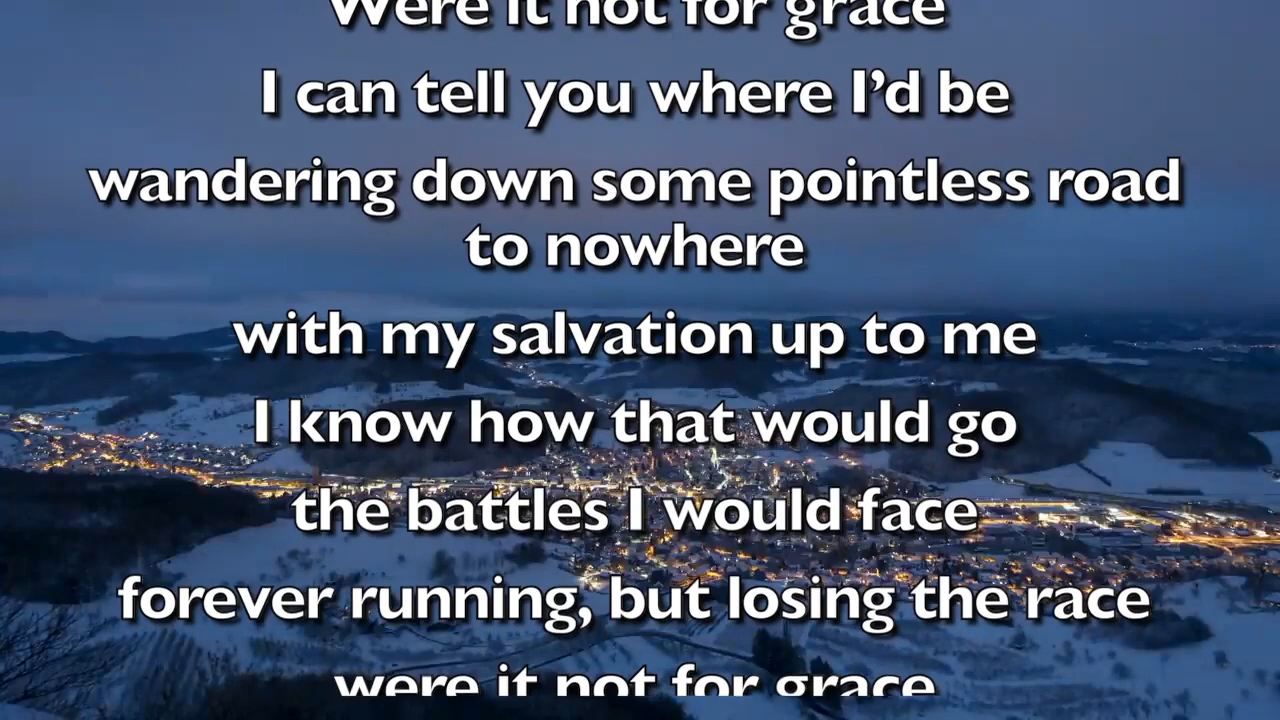 Were it not for grace
I can tell you where I’d be
wandering down some pointless road
to nowhere
with my salvation up to me
I know how that would go
the battles I would face
forever running, but losing the race
were it not for grace